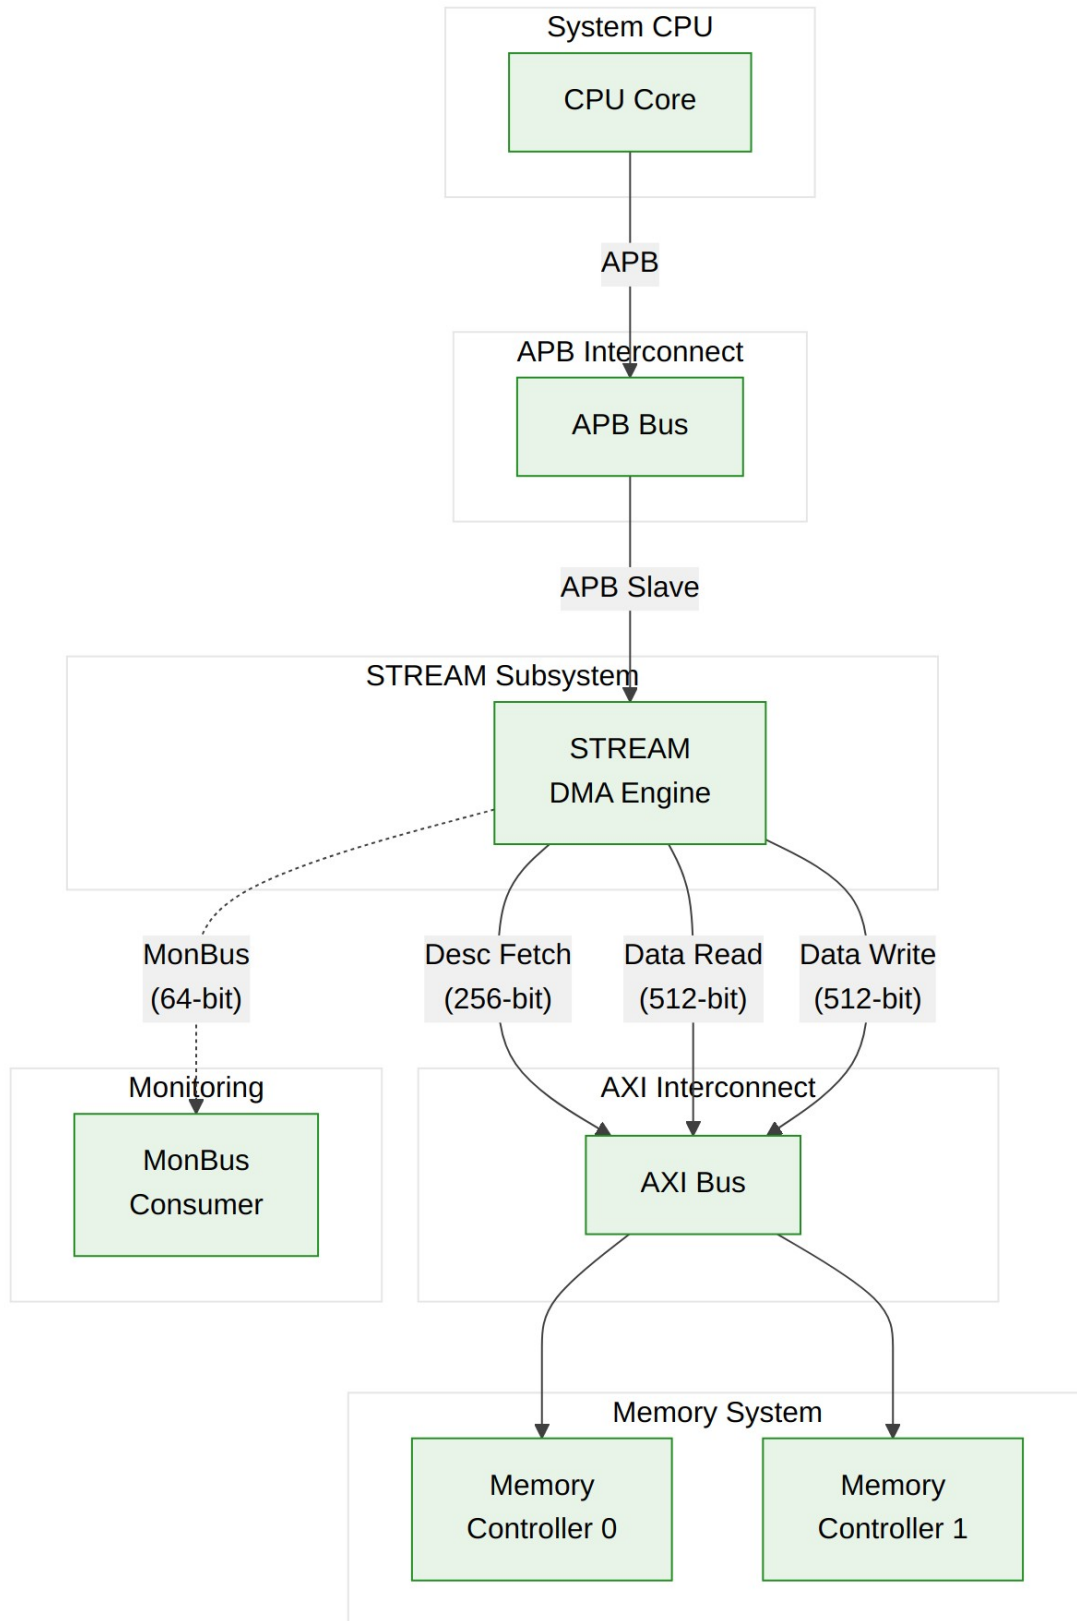 System CPU
CPU Core
APB
APB Interconnect
APB Bus
APB Slave
STREAM Subsystem
STREAM
DMA Engine
MonBus
(64-bit)
Desc Fetch
(256-bit)
Data Read
(512-bit)
Data Write
(512-bit)
Monitoring
MonBus
Consumer
AXI Interconnect
AXI Bus
Memory System
Memory
Controller 0
Memory
Controller 1